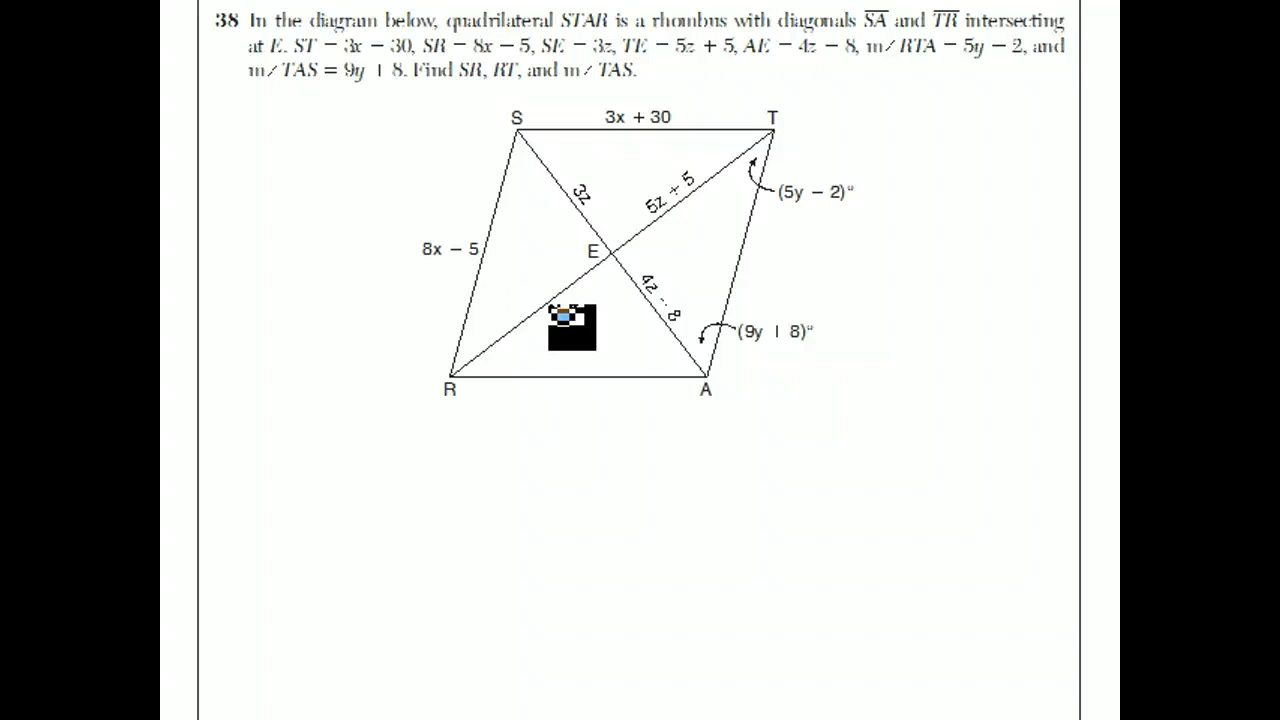 38 In the diagram below, quadrilateral STAR is a rhombus with diagonals SA and TR intersecting
at E. ST = 3x + 30, SR = 8x − 5, SE = 3z, TE = 5z + 5, AE = 4z − 8, m∠RTA = 5y − 2, and
m∠TAS = 9y + 8. Find SR, RT, and m∠TAS.
S 3x + 30 T
3z
5z + 5
(5y − 2)°
8x − 5
E
4z − 8
(9y + 8)°
R A